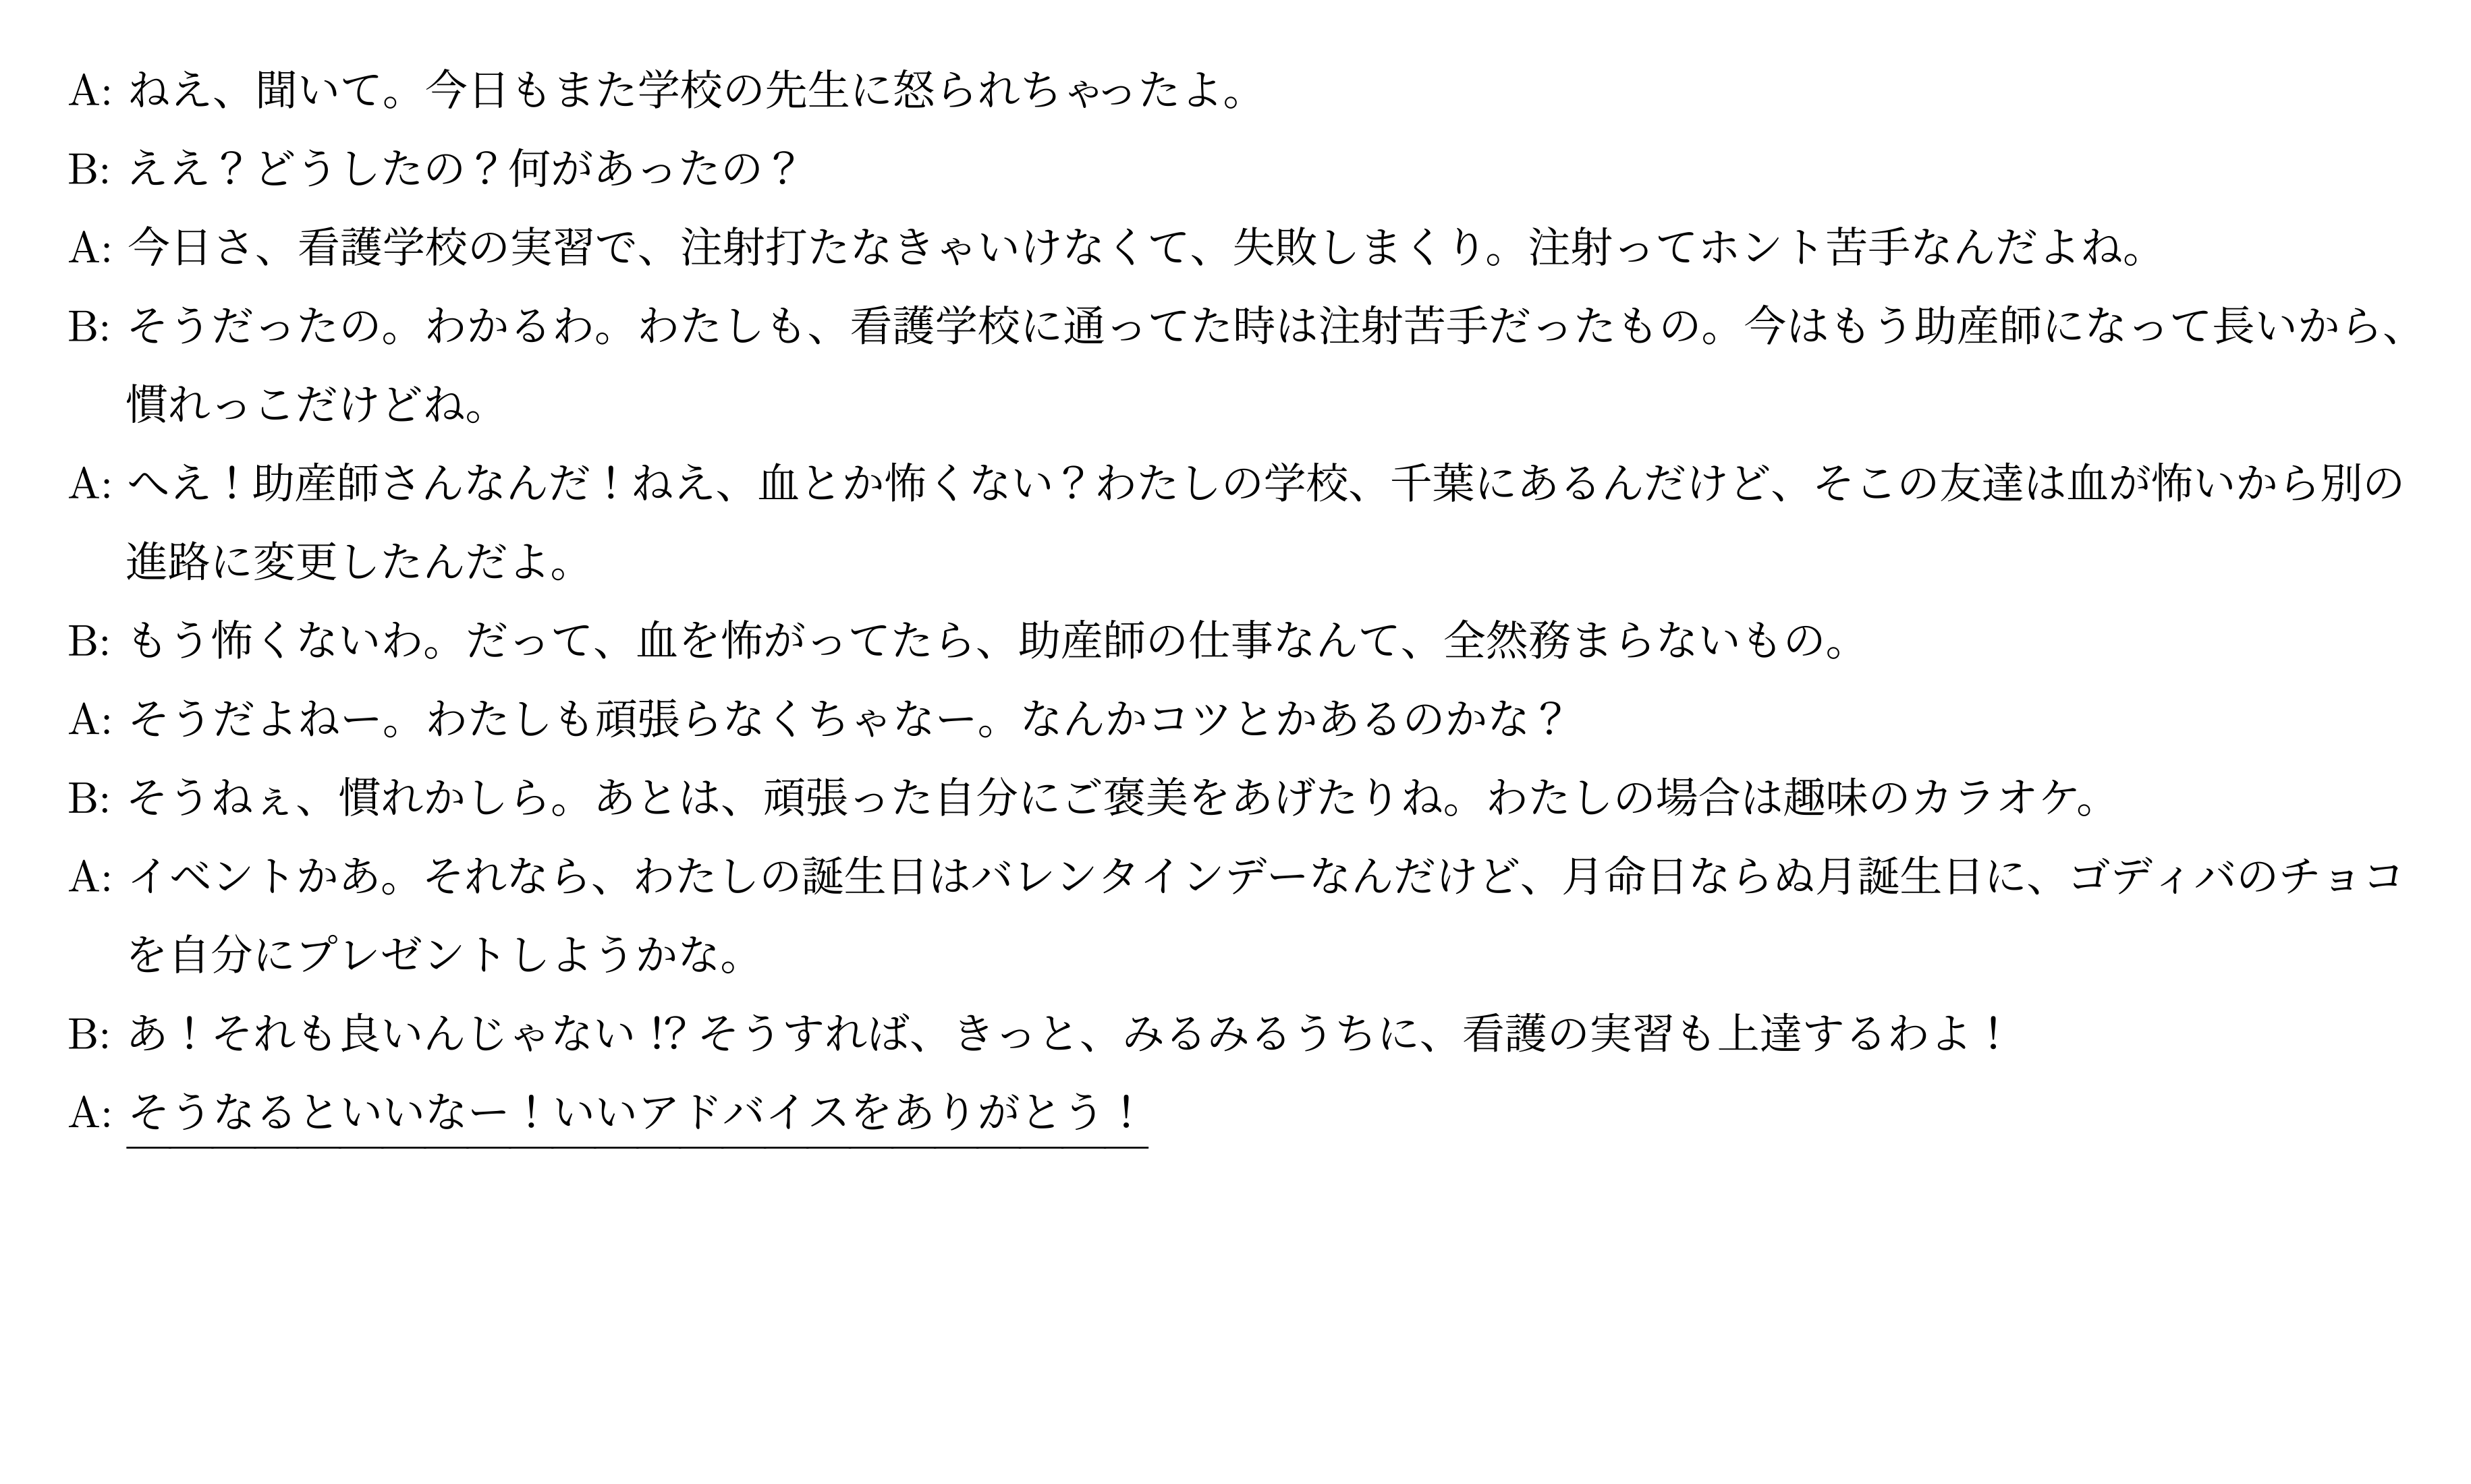 A: ねえ、聞いて。今日もまた学校の先生に怒られちゃったよ。
B: ええ？どうしたの？何があったの？
A: 今日さ、看護学校の実習で、注射打たなきゃいけなくて、失敗しまくり。注射ってホント苦手なんだよね。
B: そうだったの。わかるわ。わたしも、看護学校に通ってた時は注射苦手だったもの。今はもう助産師になって長いから、
慣れっこだけどね。
A: へえ！助産師さんなんだ！ねえ、血とか怖くない？わたしの学校、千葉にあるんだけど、そこの友達は血が怖いから別の
進路に変更したんだよ。
B: もう怖くないわ。だって、血を怖がってたら、助産師の仕事なんて、全然務まらないもの。
A: そうだよねー。わたしも頑張らなくちゃなー。なんかコツとかあるのかな？
B: そうねぇ、慣れかしら。あとは、頑張った自分にご褒美をあげたりね。わたしの場合は趣味のカラオケ。
A: イベントかあ。それなら、わたしの誕生日はバレンタインデーなんだけど、月命日ならぬ月誕生日に、ゴディバのチョコ
を自分にプレゼントしようかな。
B: あ！それも良いんじゃない⁉そうすれば、きっと、みるみるうちに、看護の実習も上達するわよ！
A: そうなるといいなー！いいアドバイスをありがとう！